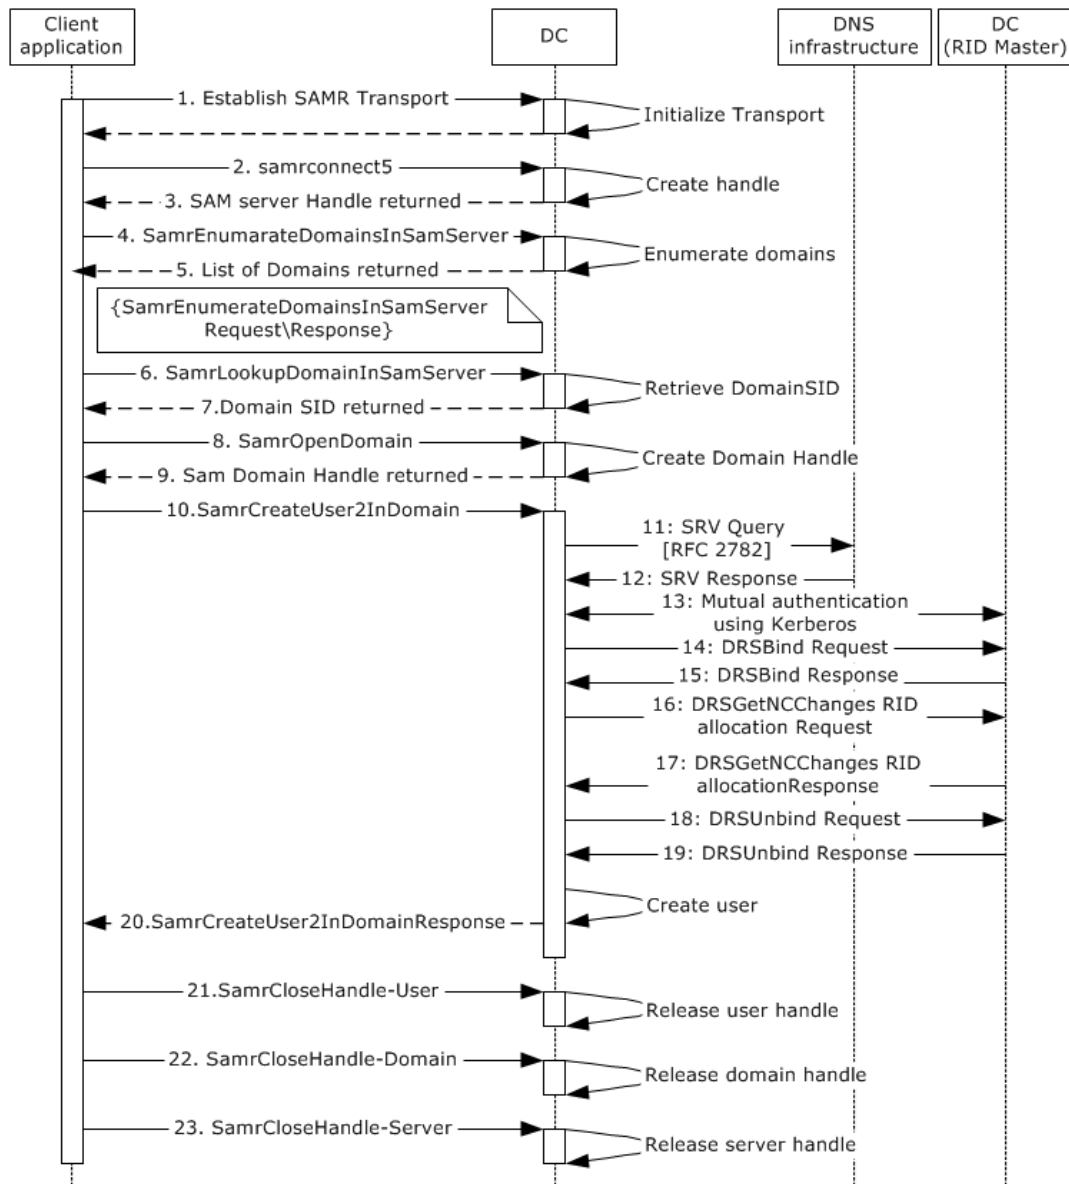 Client
application
DC
DNS
infrastructure
DC
(RID Master)
1. Establish SAMR Transport
Initialize Transport
2. samrconnect5
Create handle
3. SAM server Handle returned
4. SamrEnumarateDomainsInSamServer
Enumerate domains
5. List of Domains returned
{SamrEnumerateDomainsInSamServer
Request\Response}
6. SamrLookupDomainInSamServer
Retrieve DomainSID
7.Domain SID returned
8. SamrOpenDomain
Create Domain Handle
9. Sam Domain Handle returned
10.SamrCreateUser2InDomain
11: SRV Query
[RFC 2782]
12: SRV Response
13: Mutual authentication
using Kerberos
14: DRSBind Request
15: DRSBind Response
16: DRSGetNCChanges RID
allocation Request
17: DRSGetNCChanges RID
allocationResponse
18: DRSUnbind Request
19: DRSUnbind Response
Create user
20.SamrCreateUser2InDomainResponse
21.SamrCloseHandle-User
Release user handle
22. SamrCloseHandle-Domain
Release domain handle
23. SamrCloseHandle-Server
Release server handle